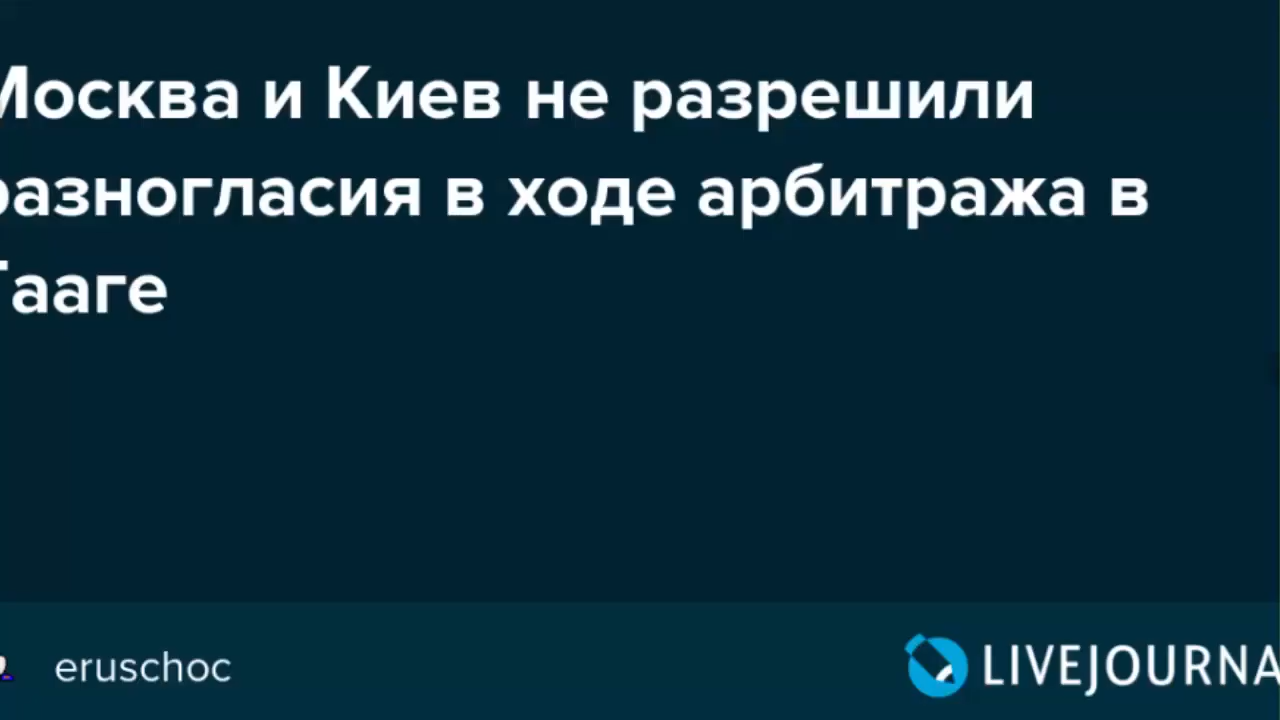 Москва и Киев не разрешили
разногласия в ходе арбитража в
Гааге
eruschoc
LIVEJOURNA